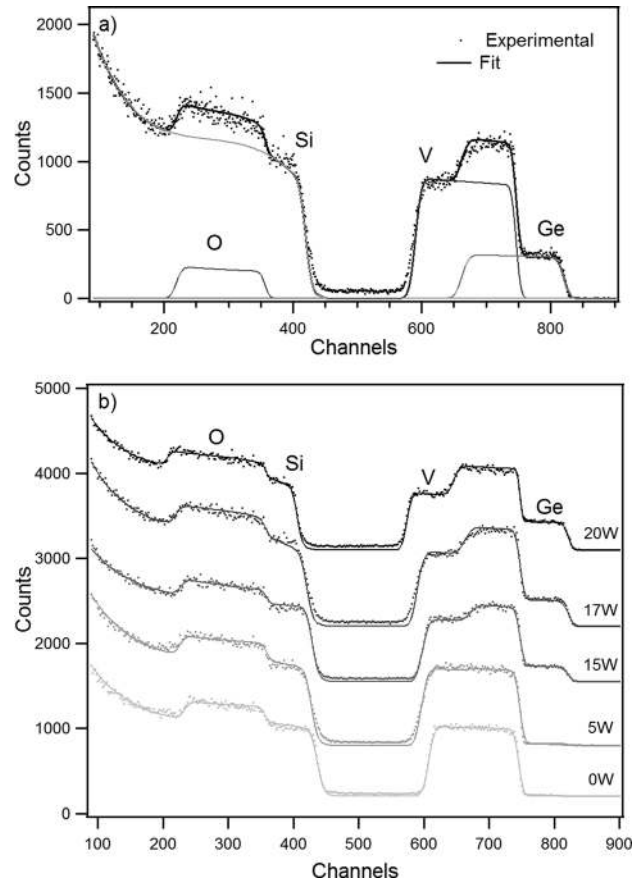 a)
2000
1500
1000
500
0
Counts
Experimental
Fit
Si
V
O
Ge
200 400 600 800
Channels
b)
5000
4000
3000
2000
1000
0
Counts
O
Si
V
Ge
20W
17W
15W
5W
0W
100 200 300 400 500 600 700 800 900
Channels